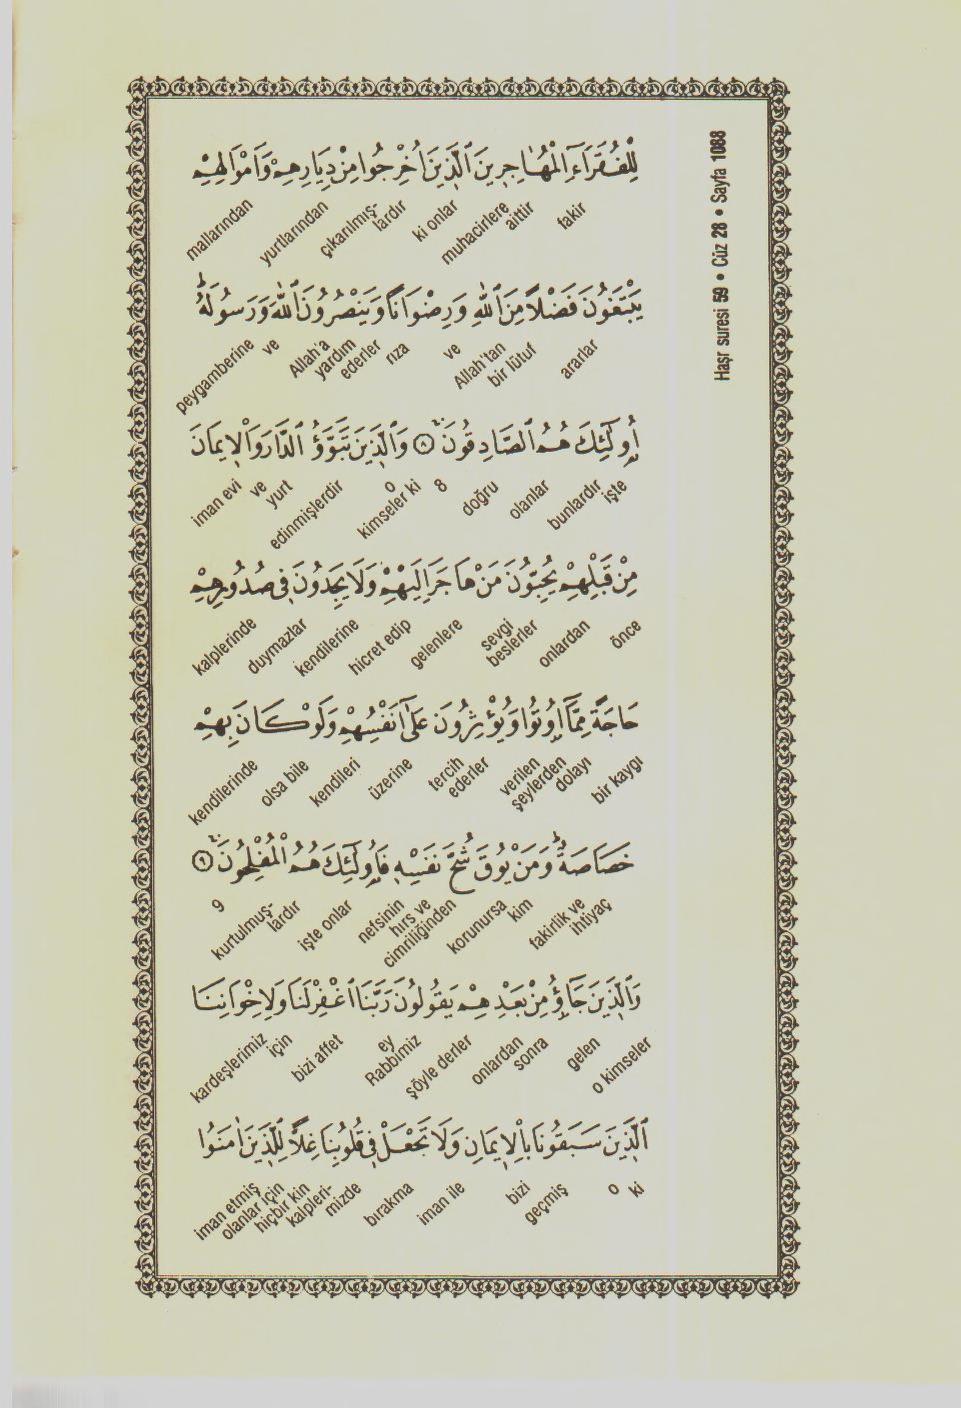 Haşr suresi 59 • Cüz 28 • Sayfa 1088
لِلْفُقَرَٓاءِ الْمُهَاجِرٖينَ الَّذٖينَ اُخْرِجُوا مِنْ دِيَارِهِمْ وَاَمْوَالِهِمْ
fakir muhacirlere aittir ki onlar çıkarılmış-lardır yurtlarından mallarından
يَبْتَغُونَ فَضْلًا مِنَ اللّٰهِ وَرِضْوَانًا وَيَنْصُرُونَ اللّٰهَ وَرَسُولَهُ
ararlar Allah'tan bir lütuf ve rıza Allah'a yardım ederler ve peygamberine
اُو۬لٰٓئِكَ هُمُ الصَّادِقُونَ ٨ وَالَّذٖينَ تَبَوَّؤُ الدَّارَ وَالْاٖيمَانَ
işte bunlardır olanlar doğru 8 o kimseler ki edinmişlerdir yurt ve iman evi
مِنْ قَبْلِهِمْ يُحِبُّونَ مَنْ هَاجَرَ اِلَيْهِمْ وَلَا يَجِدُونَ فٖى صُدُورِهِمْ
önce onlardan sevgi beslerler gelenlere hicret edip kendilerine duymazlar kalplerinde
حَاجَةً مِمَّٓا اُو۫تُوا وَيُؤْثِرُونَ عَلٰٓى اَنْفُسِهِمْ وَلَوْ كَانَ بِهِمْ
bir kaygı verilen şeylerden dolayı tercih ederler üzerine kendileri olsa bile kendilerinde
خَصَاصَةٌ وَمَنْ يُوقَ شُحَّ نَفْسِهٖ فَاُو۬لٰٓئِكَ هُمُ الْمُفْلِحُونَ ٩
fakirlik ve ihtiyaç kim korunursa nefsinin hırs ve cimriliğinden işte onlar kurtulmuş-lardır 9
وَالَّذٖينَ جَٓاؤُ۫ مِنْ بَعْدِهِمْ يَقُولُونَ رَبَّنَا اغْفِرْ لَنَا وَلِاِخْوَانِنَا
o kimseler gelen onlardan sonra şöyle derler ey Rabbimiz bizi affet için kardeşlerimiz
الَّذٖينَ سَبَقُونَا بِالْاٖيمَانِ وَلَا تَجْعَلْ فٖى قُلُوبِنَا غِلًّا لِلَّذٖينَ اٰمَنُوا
o ki bizi geçmiş iman ile bırakma kalpleri-mizde hiçbir kin iman etmiş olanlar için